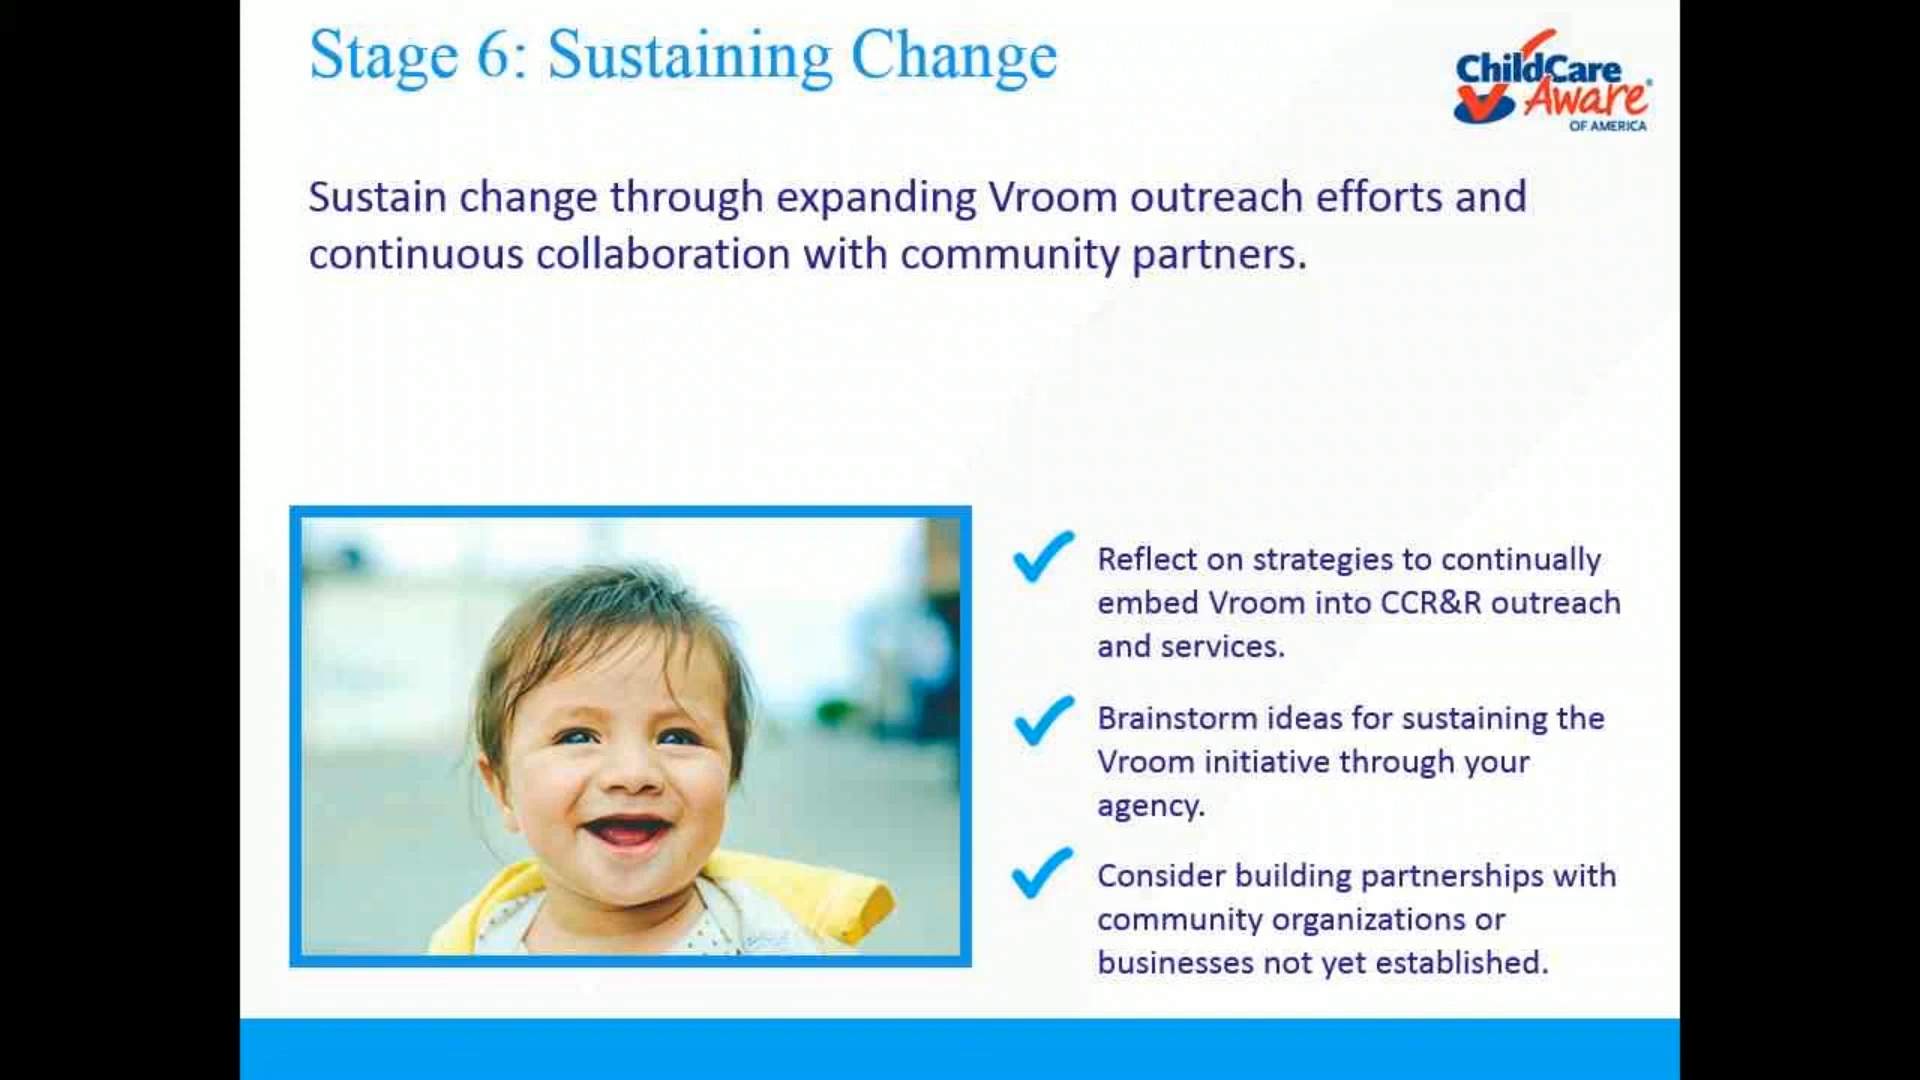 Stage 6: Sustaining Change
ChildCare
Aware®
OF AMERICA
Sustain change through expanding Vroom outreach efforts and
continuous collaboration with community partners.
Reflect on strategies to continually
embed Vroom into CCR&R outreach
and services.
Brainstorm ideas for sustaining the
Vroom initiative through your
agency.
Consider building partnerships with
community organizations or
businesses not yet established.